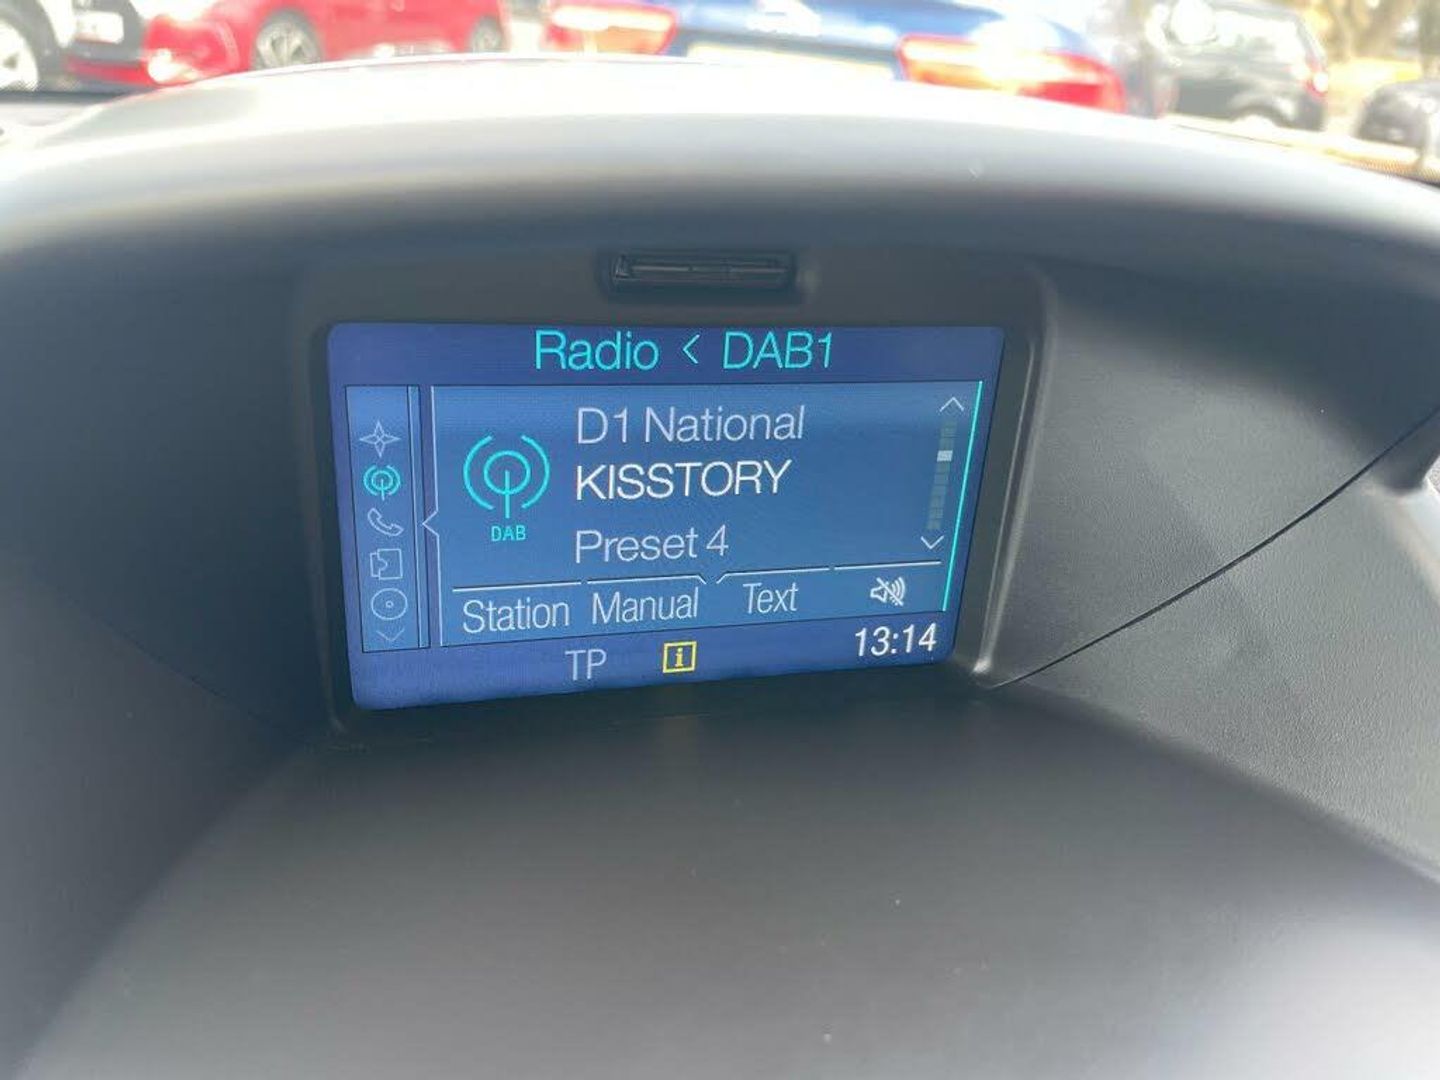 Radio < DAB1
D1 National
KISSTORY
DAB
Preset 4
Station Manual Text
TP i 13:14